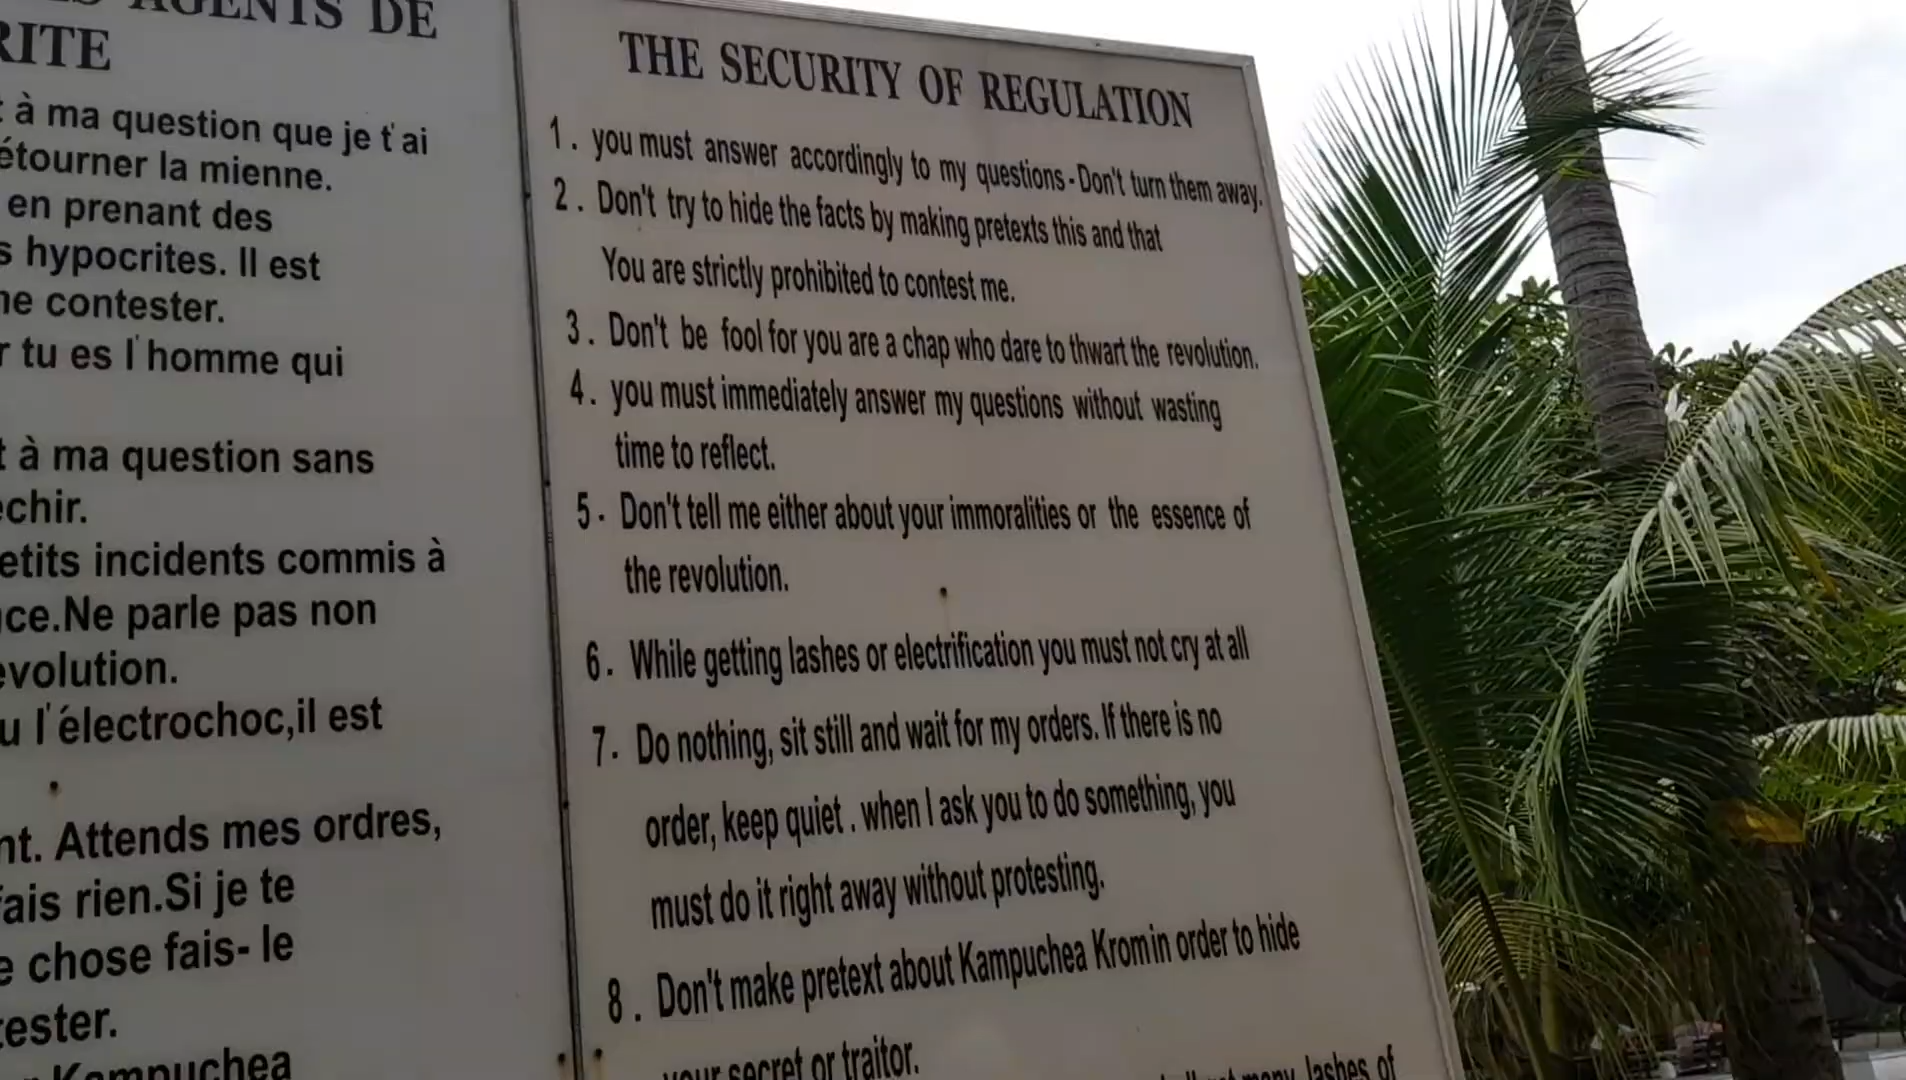 AGENTS DE
RITE
à ma question que je t'ai
étourner la mienne.
en prenant des
s hypocrites. Il est
ne contester.
r tu es l'homme qui
t à ma question sans
échir.
etits incidents commis à
ce.Ne parle pas non
evolution.
u l'électrochoc,il est
nt. Attends mes ordres,
fais rien.Si je te
e chose fais- le
tester.
Kampuchea
THE SECURITY OF REGULATION
1. you must answer accordingly to my questions-Don't turn them away.
2. Don't try to hide the facts by making pretexts this and that
You are strictly prohibited to contest me.
3. Don't be fool for you are a chap who dare to thwart the revolution.
4. you must immediately answer my questions without wasting
time to reflect.
5. Don't tell me either about your immoralities or the essence of
the revolution.
6. While getting lashes or electrification you must not cry at all
7. Do nothing, sit still and wait for my orders. If there is no
order, keep quiet . when I ask you to do something, you
must do it right away without protesting.
8. Don't make pretext about Kampuchea Kromin order to hide
your secret or traitor.
many lashes of